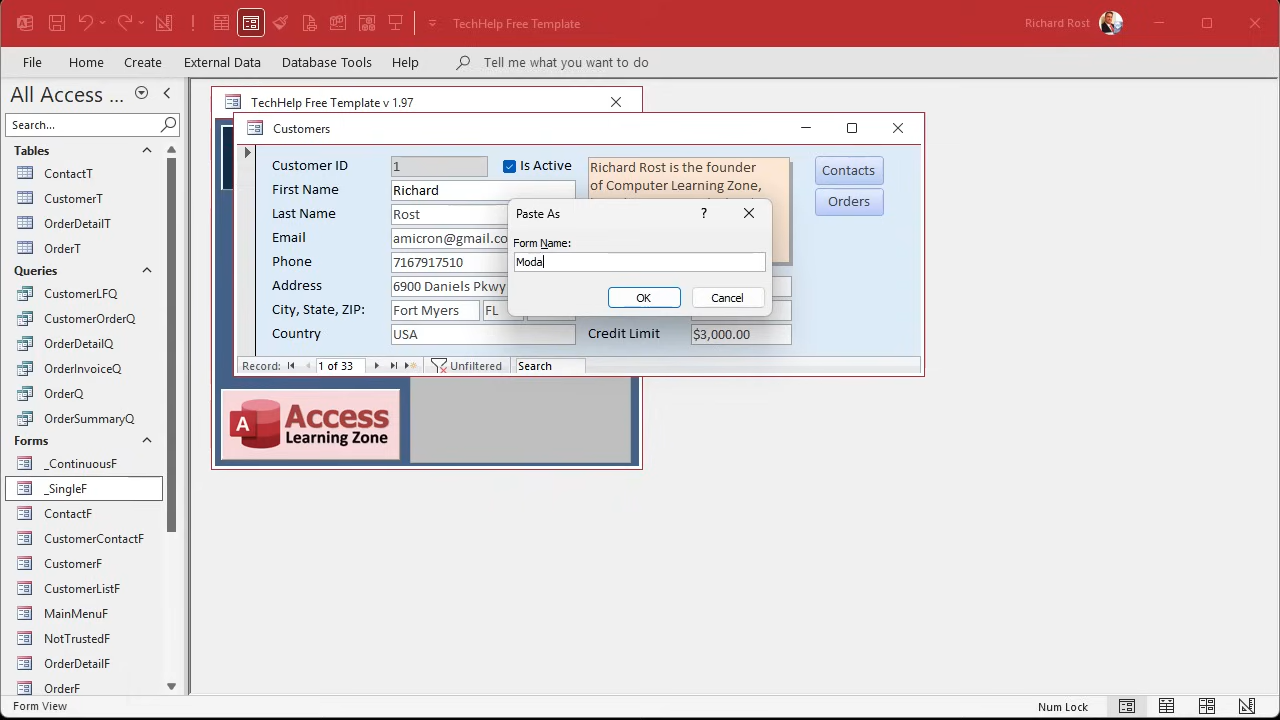 TechHelp Free Template
Richard Rost
File
Home
Create
External Data
Database Tools
Help
Tell me what you want to do
All Access ...
Search...
Tables
ContactT
CustomerT
OrderDetailT
OrderT
Queries
CustomerLFQ
CustomerOrderQ
OrderDetailQ
OrderInvoiceQ
OrderQ
OrderSummaryQ
Forms
_ContinuousF
_SingleF
ContactF
CustomerContactF
CustomerF
CustomerListF
MainMenuF
NotTrustedF
OrderDetailF
OrderF
TechHelp Free Template v 1.97
Customers
Customer ID
1
Is Active
First Name
Richard
Last Name
Rost
Email
amicron@gmail.co
Phone
7167917510
Address
6900 Daniels Pkwy
City, State, ZIP:
Fort Myers
FL
Country
USA
Richard Rost is the founder
of Computer Learning Zone,
Contacts
Orders
Credit Limit
$3,000.00
Record:
1 of 33
Unfiltered
Search
Paste As
?
Form Name:
Moda
OK
Cancel
A
Access
Learning Zone
Form View
Num Lock